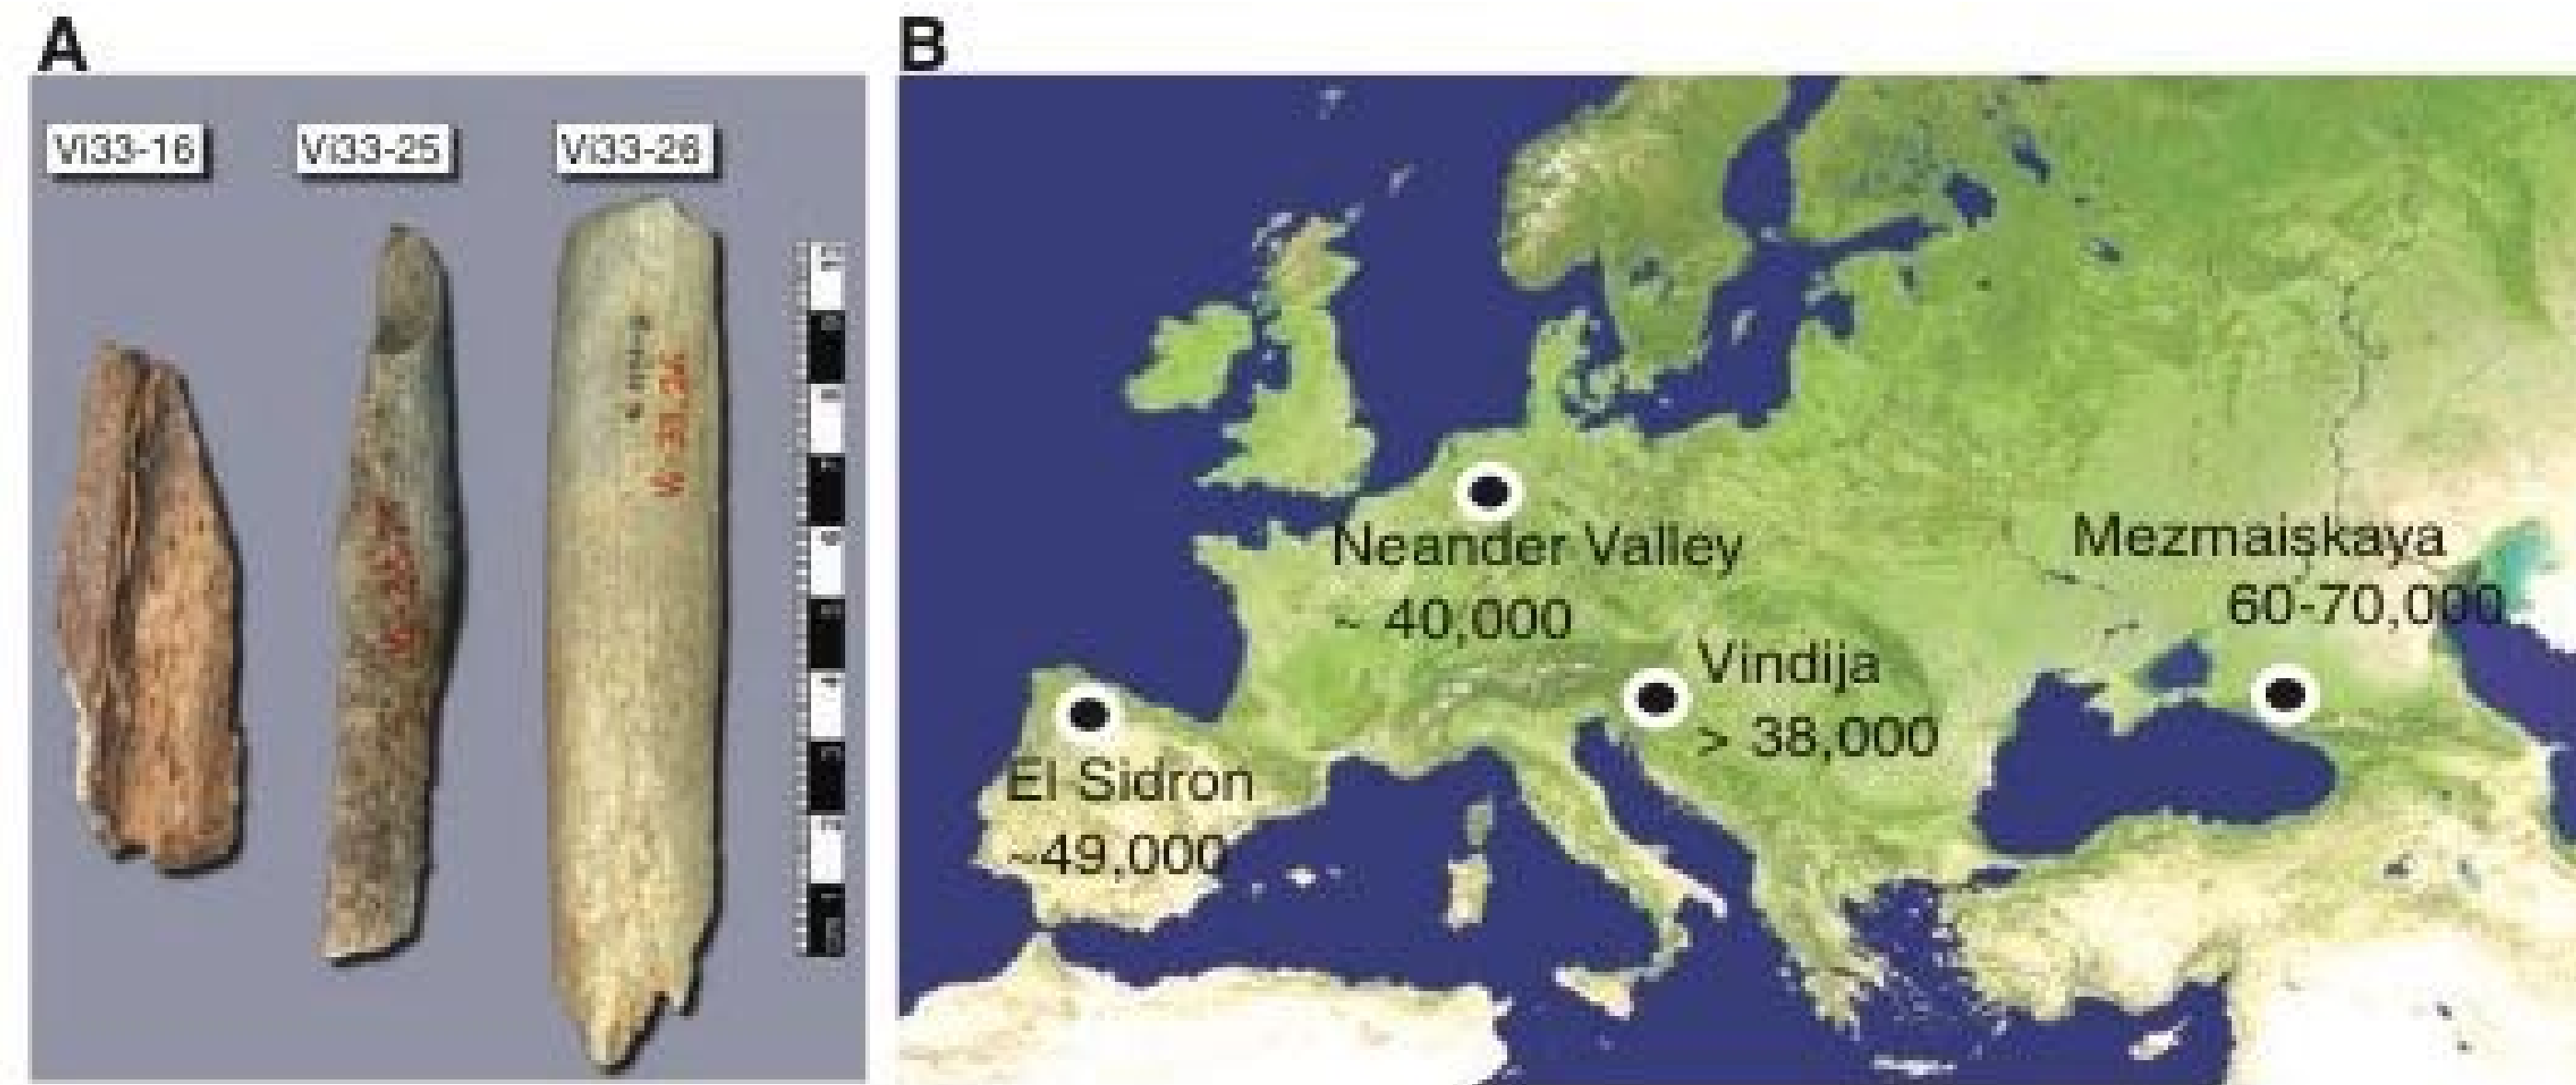 A
B
Vi33-16
Vi33-25
Vi33-26
Neander Valley
~ 40,000
Mezmaiskaya
60-70,000
Vindija
> 38,000
El Sidron
~49,000